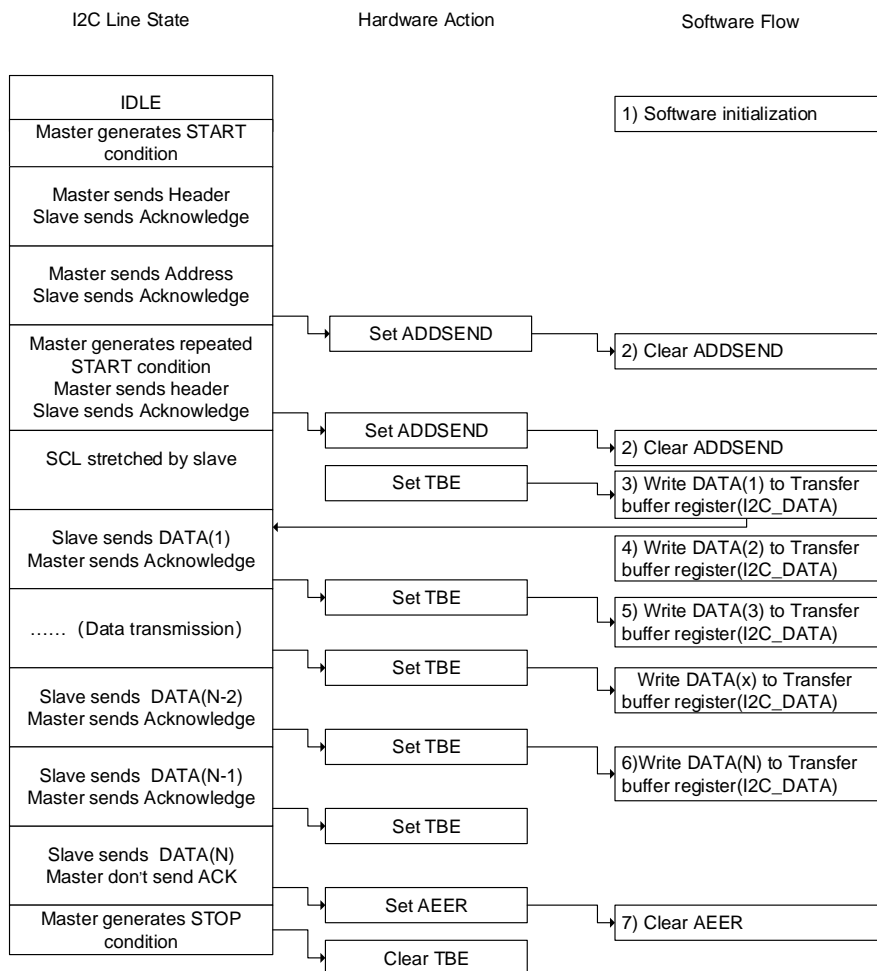 I2C Line State
Hardware Action
Software Flow
IDLE
1) Software initialization
Master generates START
condition
Master sends Header
Slave sends Acknowledge
Master sends Address
Slave sends Acknowledge
Set ADDSEND
2) Clear ADDSEND
Master generates repeated
START condition
Master sends header
Slave sends Acknowledge
Set ADDSEND
2) Clear ADDSEND
SCL stretched by slave
Set TBE
3) Write DATA(1) to Transfer
buffer register(I2C_DATA)
Slave sends DATA(1)
Master sends Acknowledge
4) Write DATA(2) to Transfer
buffer register(I2C_DATA)
Set TBE
5) Write DATA(3) to Transfer
buffer register(I2C_DATA)
…… (Data transmission)
Set TBE
Write DATA(x) to Transfer
buffer register(I2C_DATA)
Slave sends DATA(N-2)
Master sends Acknowledge
Set TBE
6)Write DATA(N) to Transfer
buffer register(I2C_DATA)
Slave sends DATA(N-1)
Master sends Acknowledge
Set TBE
Slave sends DATA(N)
Master don't send ACK
Set AEER
7) Clear AEER
Master generates STOP
condition
Clear TBE